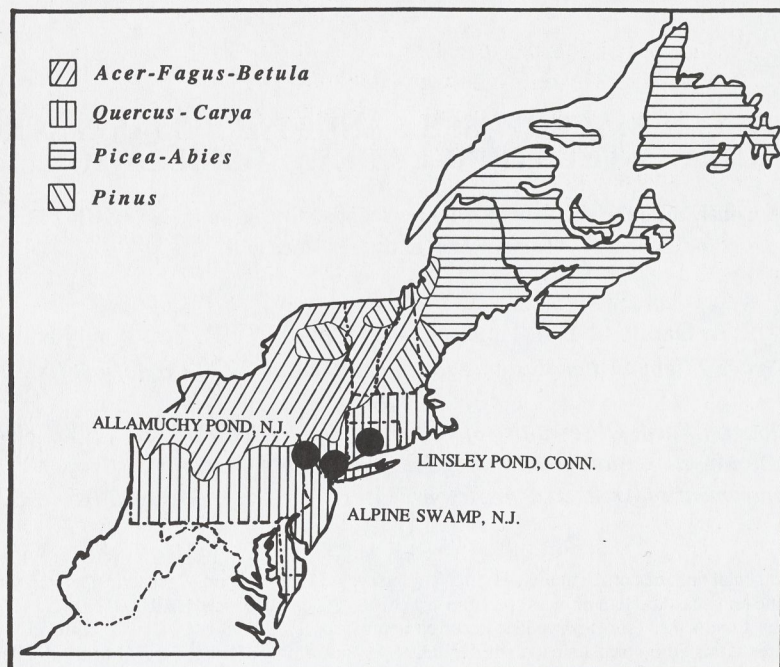 Acer-Fagus-Betula
Quercus - Carya
Picea-Abies
Pinus
ALLAMUCHY POND, N.J.
LINSLEY POND, CONN.
ALPINE SWAMP, N.J.